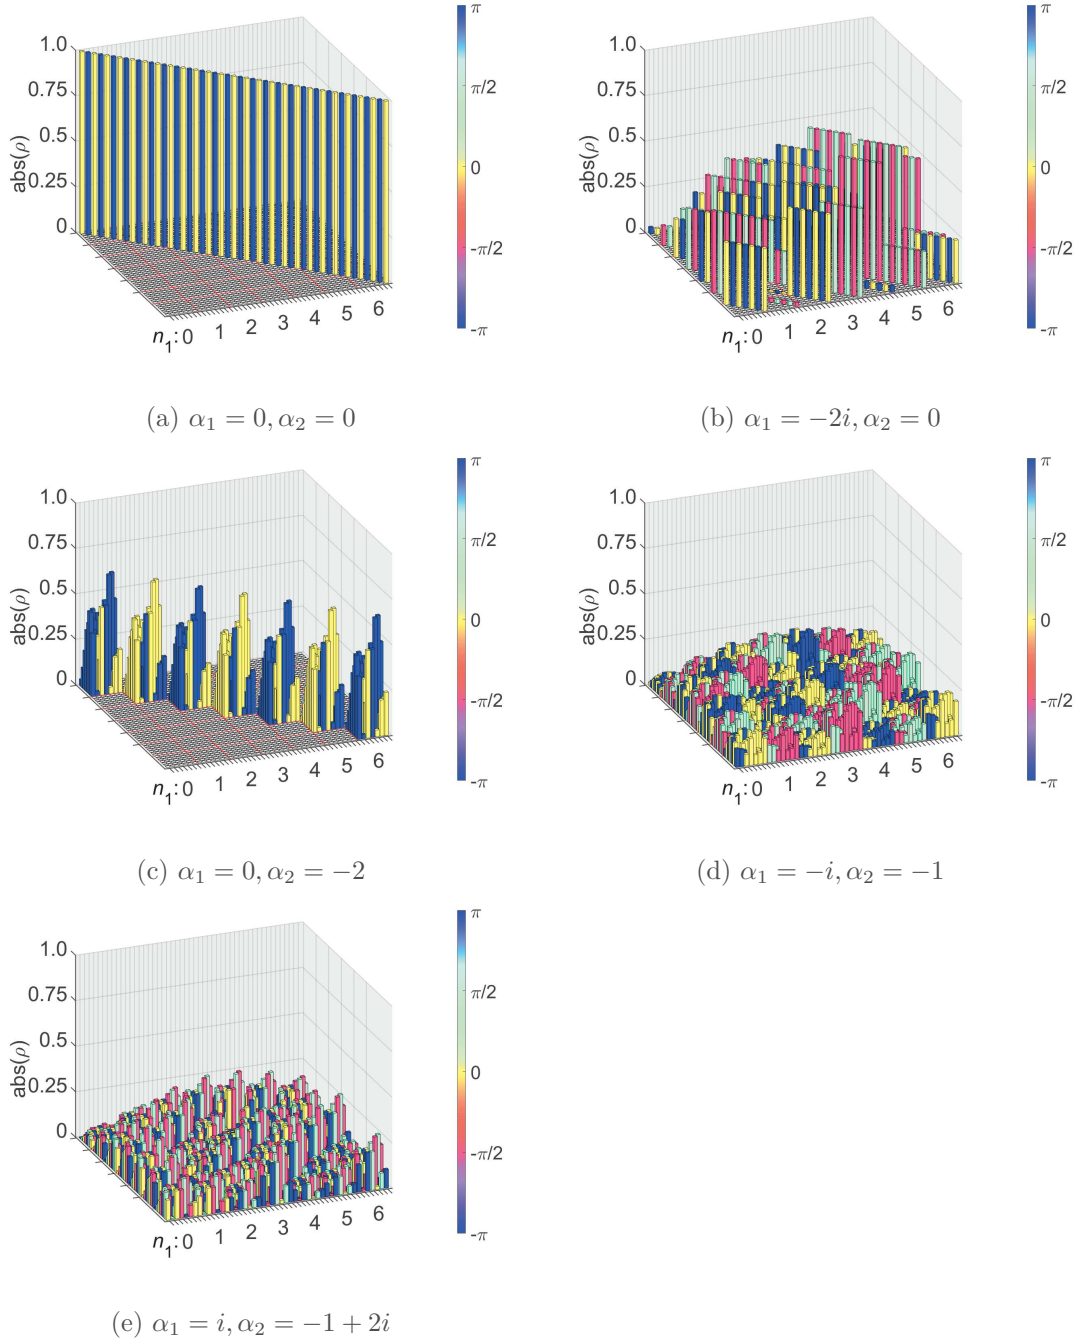 1.0
0.75
0.5
0.25
0
abs(ρ)
n₁: 0 1 2 3 4 5 6
π
π/2
0
-π/2
-π
(a) α₁ = 0, α₂ = 0
1.0
0.75
0.5
0.25
0
abs(ρ)
n₁: 0 1 2 3 4 5 6
π
π/2
0
-π/2
-π
(b) α₁ = −2i, α₂ = 0
1.0
0.75
0.5
0.25
0
abs(ρ)
n₁: 0 1 2 3 4 5 6
π
π/2
0
-π/2
-π
(c) α₁ = 0, α₂ = −2
1.0
0.75
0.5
0.25
0
abs(ρ)
n₁: 0 1 2 3 4 5 6
π
π/2
0
-π/2
-π
(d) α₁ = −i, α₂ = −1
1.0
0.75
0.5
0.25
0
abs(ρ)
n₁: 0 1 2 3 4 5 6
π
π/2
0
-π/2
-π
(e) α₁ = i, α₂ = −1 + 2i